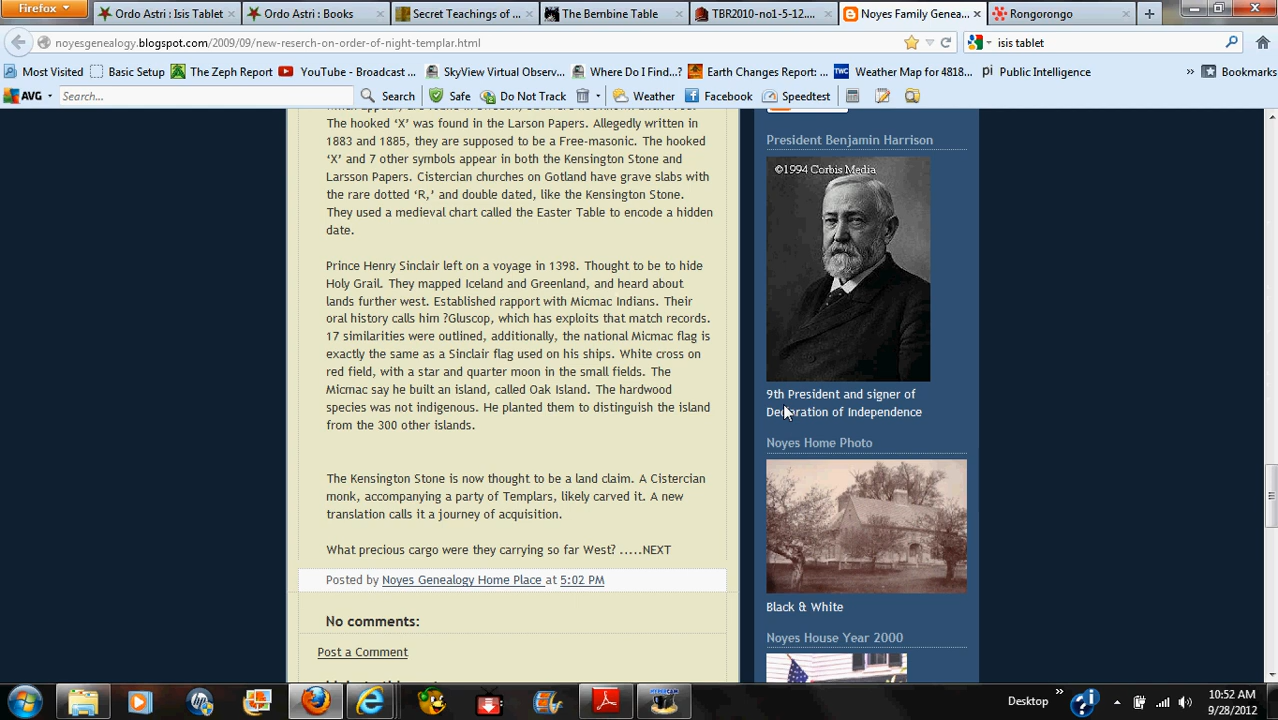 Firefox
Ordo Astri : Isis Tablet
Ordo Astri : Books
Secret Teachings of ...
The Bembine Table
TBR2010-no1-5-12....
Noyes Family Genea...
Rongorongo
noyesgenealogy.blogspot.com/2009/09/new-reserch-on-order-of-night-templar.html
isis tablet
Most Visited
Basic Setup
The Zeph Report
YouTube - Broadcast ...
SkyView Virtual Observ...
Where Do I Find...?
Earth Changes Report: ...
Weather Map for 4818...
pi Public Intelligence
Bookmarks
AVG
Search...
Search
Safe
Do Not Track
Weather
Facebook
Speedtest
The hooked ‘X’ was found in the Larson Papers. Allegedly written in
1883 and 1885, they are supposed to be a Free-masonic. The hooked
‘X’ and 7 other symbols appear in both the Kensington Stone and
Larsson Papers. Cistercian churches on Gotland have grave slabs with
the rare dotted ‘R,’ and double dated, like the Kensington Stone.
They used a medieval chart called the Easter Table to encode a hidden
date.
Prince Henry Sinclair left on a voyage in 1398. Thought to be to hide
Holy Grail. They mapped Iceland and Greenland, and heard about
lands further west. Established rapport with Micmac Indians. Their
oral history calls him ?Gluscop, which has exploits that match records.
17 similarities were outlined, additionally, the national Micmac flag is
exactly the same as a Sinclair flag used on his ships. White cross on
red field, with a star and quarter moon in the small fields. The
Micmac say he built an island, called Oak Island. The hardwood
species was not indigenous. He planted them to distinguish the island
from the 300 other islands.
The Kensington Stone is now thought to be a land claim. A Cistercian
monk, accompanying a party of Templars, likely carved it. A new
translation calls it a journey of acquisition.
What precious cargo were they carrying so far West? .....NEXT
Posted by Noyes Genealogy Home Place at 5:02 PM
No comments:
Post a Comment
President Benjamin Harrison
©1994 Corbis Media
9th President and signer of
Declaration of Independence
Noyes Home Photo
Black & White
Noyes House Year 2000
Desktop
10:52 AM
9/28/2012